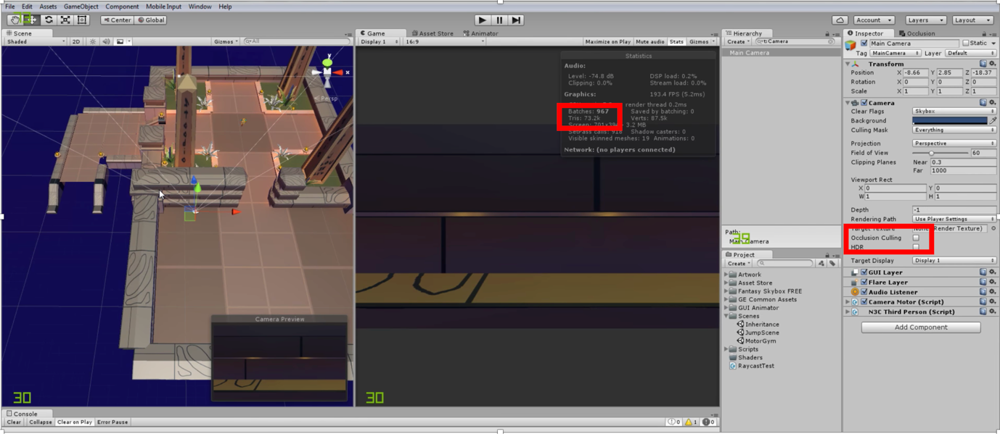 File Edit Assets GameObject Component Mobile Input Window Help
Center Global
Account Layers Layout
Scene
Shaded 2D Gizmos All
y
x
Persp
Camera Preview
30
Game Asset Store Animator
Display 1 16:9 Maximize on Play Mute audio Stats Gizmos
Statistics
Audio:
Level: -74.8 dB DSP load: 0.2%
Clipping: 0.0% Stream load: 0.0%
Graphics: 193.4 FPS (5.2ms)
render thread 0.2ms
Batches: 967 Saved by batching: 0
Tris: 73.2k Verts: 87.5k
Screen: 3.2 MB
SetPass calls: 918 Shadow casters: 0
Visible skinned meshes: 19 Animations: 0
Network: (no players connected)
30
Hierarchy
Create t:Camera
Main Camera
Path:
Main Camera
39
Project
Create
Artwork
Asset Store
Fantasy Skybox FREE
GE Common Assets
GUI Animator
Scenes
Inheritance
JumpScene
MotorGym
Scripts
Shaders
RaycastTest
Inspector Occlusion
Main Camera Static
Tag MainCamera Layer Default
Transform
Position X -8.66 Y 2.85 Z -18.37
Rotation X 0 Y 0 Z 0
Scale X 1 Y 1 Z 1
Camera
Clear Flags Skybox
Background
Culling Mask Everything
Projection Perspective
Field of View 60
Clipping Planes Near 0.3
Far 1000
Viewport Rect
X 0 Y 0
W 1 H 1
Depth -1
Rendering Path Use Player Settings
Target Texture None (Render Texture)
Occlusion Culling
HDR
Target Display Display 1
GUI Layer
Flare Layer
Audio Listener
Camera Motor (Script)
N3C Third Person (Script)
Add Component
Console
Clear Collapse Clear on Play Error Pause
0 1 0